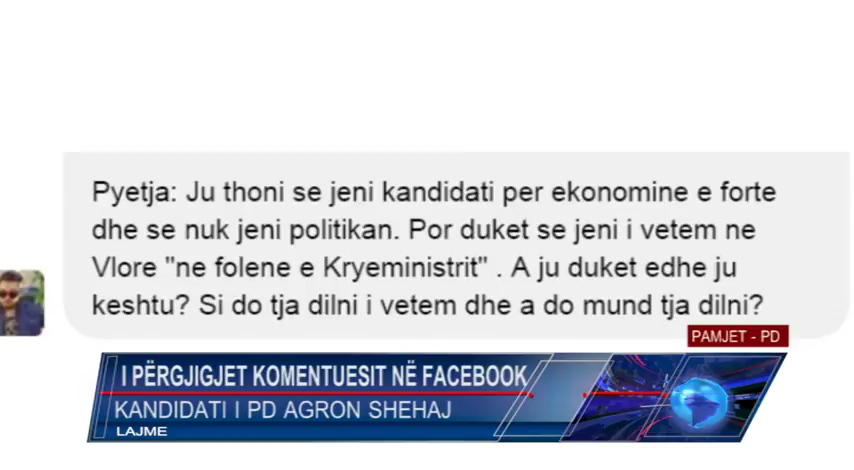 Pyetja: Ju thoni se jeni kandidati per ekonomine e forte
dhe se nuk jeni politikan. Por duket se jeni i vetem ne
Vlore "ne folene e Kryeministrit" . A ju duket edhe ju
keshtu? Si do tja dilni i vetem dhe a do mund tja dilni?
PAMJET - PD
I PËRGJIGJET KOMENTUESIT NË FACEBOOK
KANDIDATI I PD AGRON SHEHAJ
LAJME